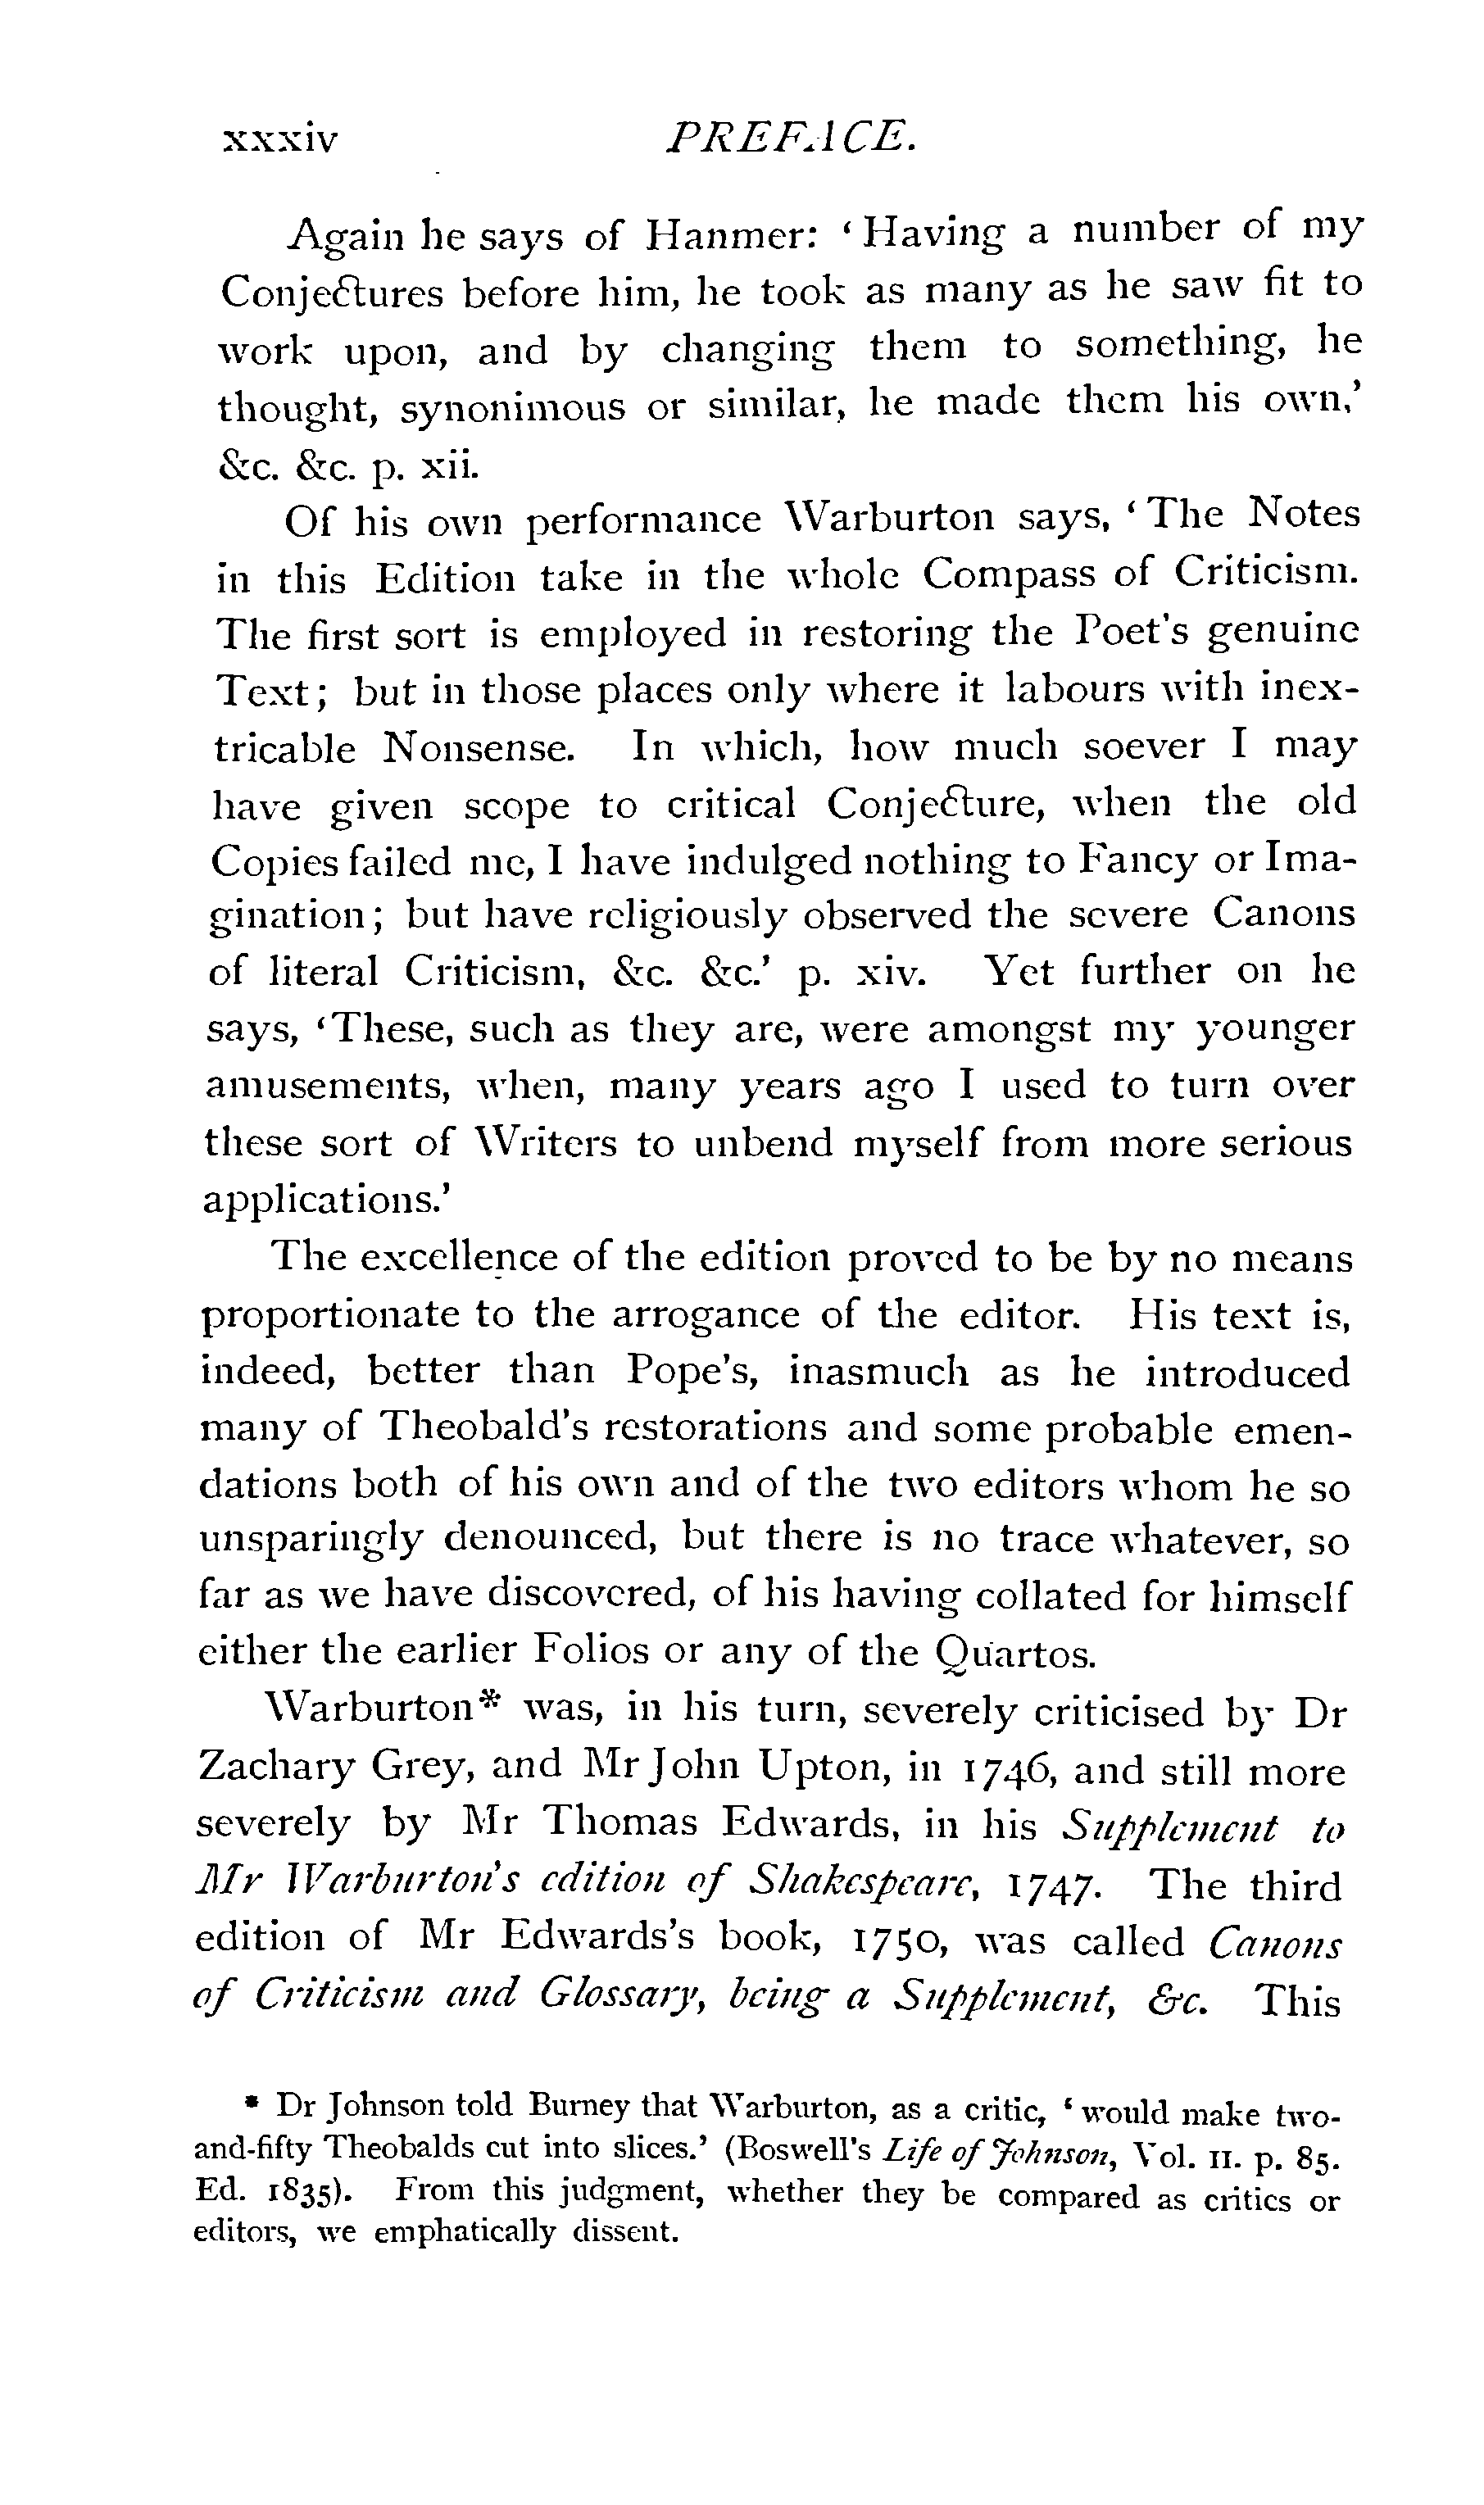 xxxiv PREFACE.
Again he says of Hanmer: ‘Having a number of my
Conjectures before him, he took as many as he saw fit to
work upon, and by changing them to something, he
thought, synonimous or similar, he made them his own,’
&c. &c. p. xii.
Of his own performance Warburton says, ‘The Notes
in this Edition take in the whole Compass of Criticism.
The first sort is employed in restoring the Poet's genuine
Text; but in those places only where it labours with inex-
tricable Nonsense. In which, how much soever I may
have given scope to critical Conjecture, when the old
Copies failed me, I have indulged nothing to Fancy or Ima-
gination; but have religiously observed the severe Canons
of literal Criticism, &c. &c.’ p. xiv. Yet further on he
says, ‘These, such as they are, were amongst my younger
amusements, when, many years ago I used to turn over
these sort of Writers to unbend myself from more serious
applications.’
The excellence of the edition proved to be by no means
proportionate to the arrogance of the editor. His text is,
indeed, better than Pope's, inasmuch as he introduced
many of Theobald's restorations and some probable emen-
dations both of his own and of the two editors whom he so
unsparingly denounced, but there is no trace whatever, so
far as we have discovered, of his having collated for himself
either the earlier Folios or any of the Quartos.
Warburton* was, in his turn, severely criticised by Dr
Zachary Grey, and Mr John Upton, in 1746, and still more
severely by Mr Thomas Edwards, in his Supplement to
Mr Warburton's edition of Shakespeare, 1747. The third
edition of Mr Edwards's book, 1750, was called Canons
of Criticism and Glossary, being a Supplement, &c. This
* Dr Johnson told Burney that Warburton, as a critic, ‘would make two-
and-fifty Theobalds cut into slices.’ (Boswell's Life of Johnson, Vol. II. p. 85.
Ed. 1835). From this judgment, whether they be compared as critics or
editors, we emphatically dissent.